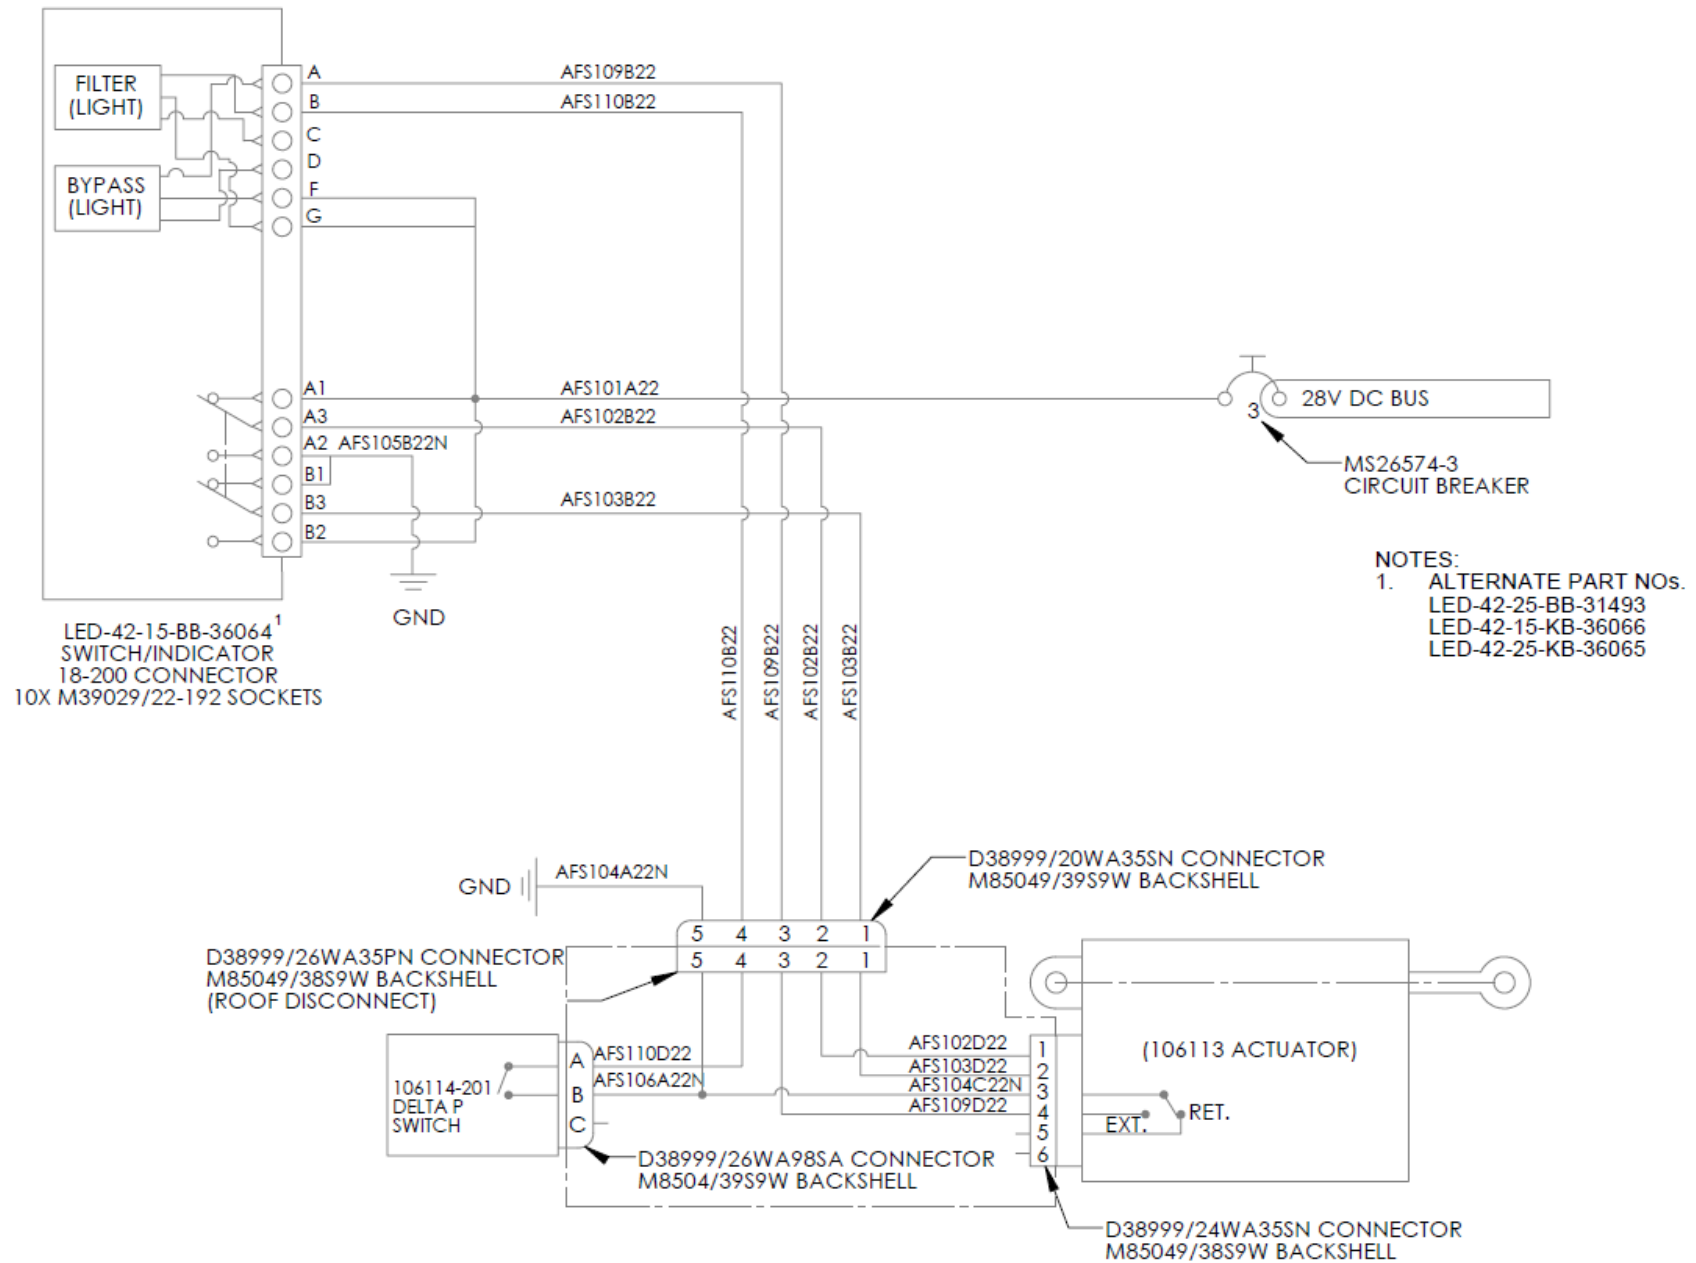 FILTER
(LIGHT)
BYPASS
(LIGHT)
A
B
C
D
F
G
A1
A3
A2
B1
B3
B2
AFS109B22
AFS110B22
AFS101A22
AFS102B22
AFS105B22N
AFS103B22
GND
3
28V DC BUS
MS26574-3
CIRCUIT BREAKER
NOTES:
1. ALTERNATE PART NOs.
LED-42-25-BB-31493
LED-42-15-KB-36066
LED-42-25-KB-36065
LED-42-15-BB-36064¹
SWITCH/INDICATOR
18-200 CONNECTOR
10X M39029/22-192 SOCKETS
AFS110B22
AFS109B22
AFS102B22
AFS103B22
GND
AFS104A22N
D38999/20WA35SN CONNECTOR
M85049/39S9W BACKSHELL
5 4 3 2 1
5 4 3 2 1
D38999/26WA35PN CONNECTOR
M85049/38S9W BACKSHELL
(ROOF DISCONNECT)
106114-201
DELTA P
SWITCH
A
B
C
AFS110D22
AFS106A22N
AFS102D22
AFS103D22
AFS104C22N
AFS109D22
1
2
3
4
5
6
(106113 ACTUATOR)
EXT.
RET.
D38999/26WA98SA CONNECTOR
M8504/39S9W BACKSHELL
D38999/24WA35SN CONNECTOR
M85049/38S9W BACKSHELL